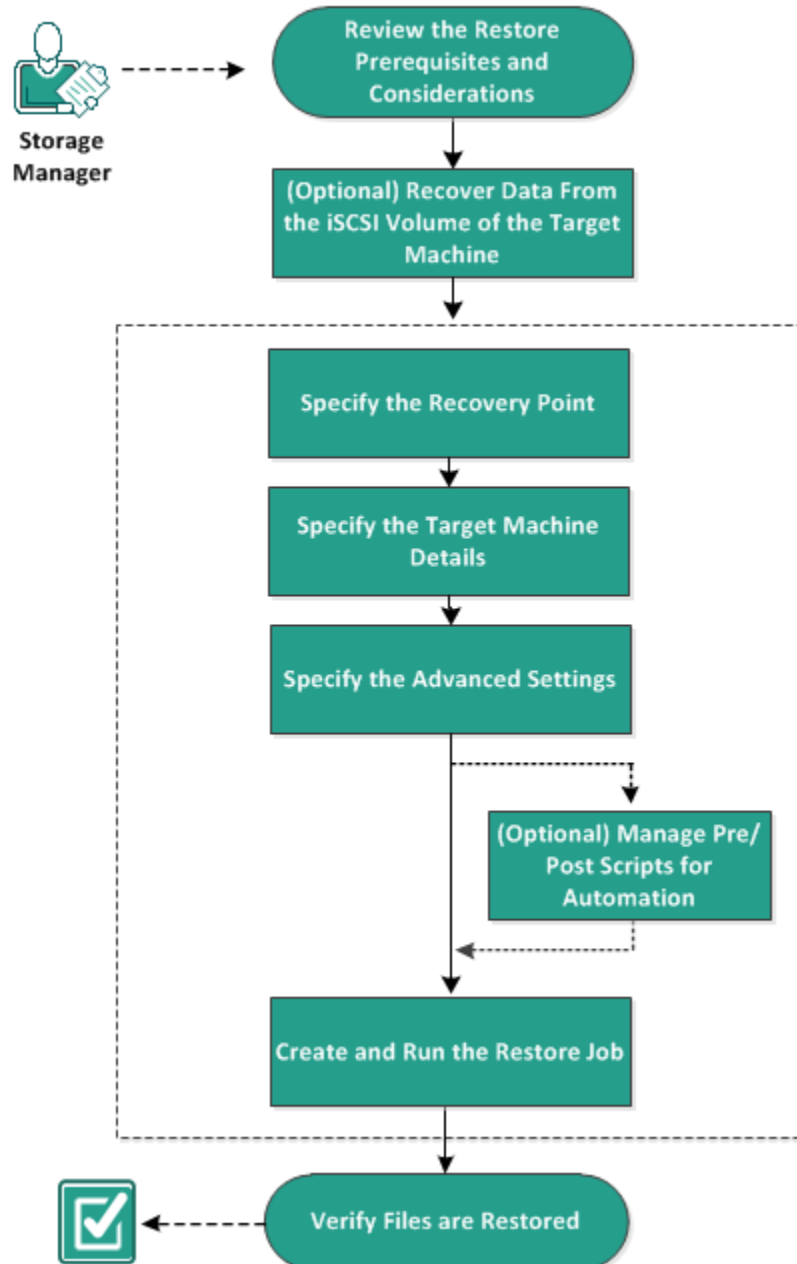 Review the Restore
Prerequisites and
Considerations
Storage
Manager
(Optional) Recover Data From
the iSCSI Volume of the Target
Machine
Specify the Recovery Point
Specify the Target Machine
Details
Specify the Advanced Settings
(Optional) Manage Pre/
Post Scripts for
Automation
Create and Run the Restore Job
Verify Files are Restored